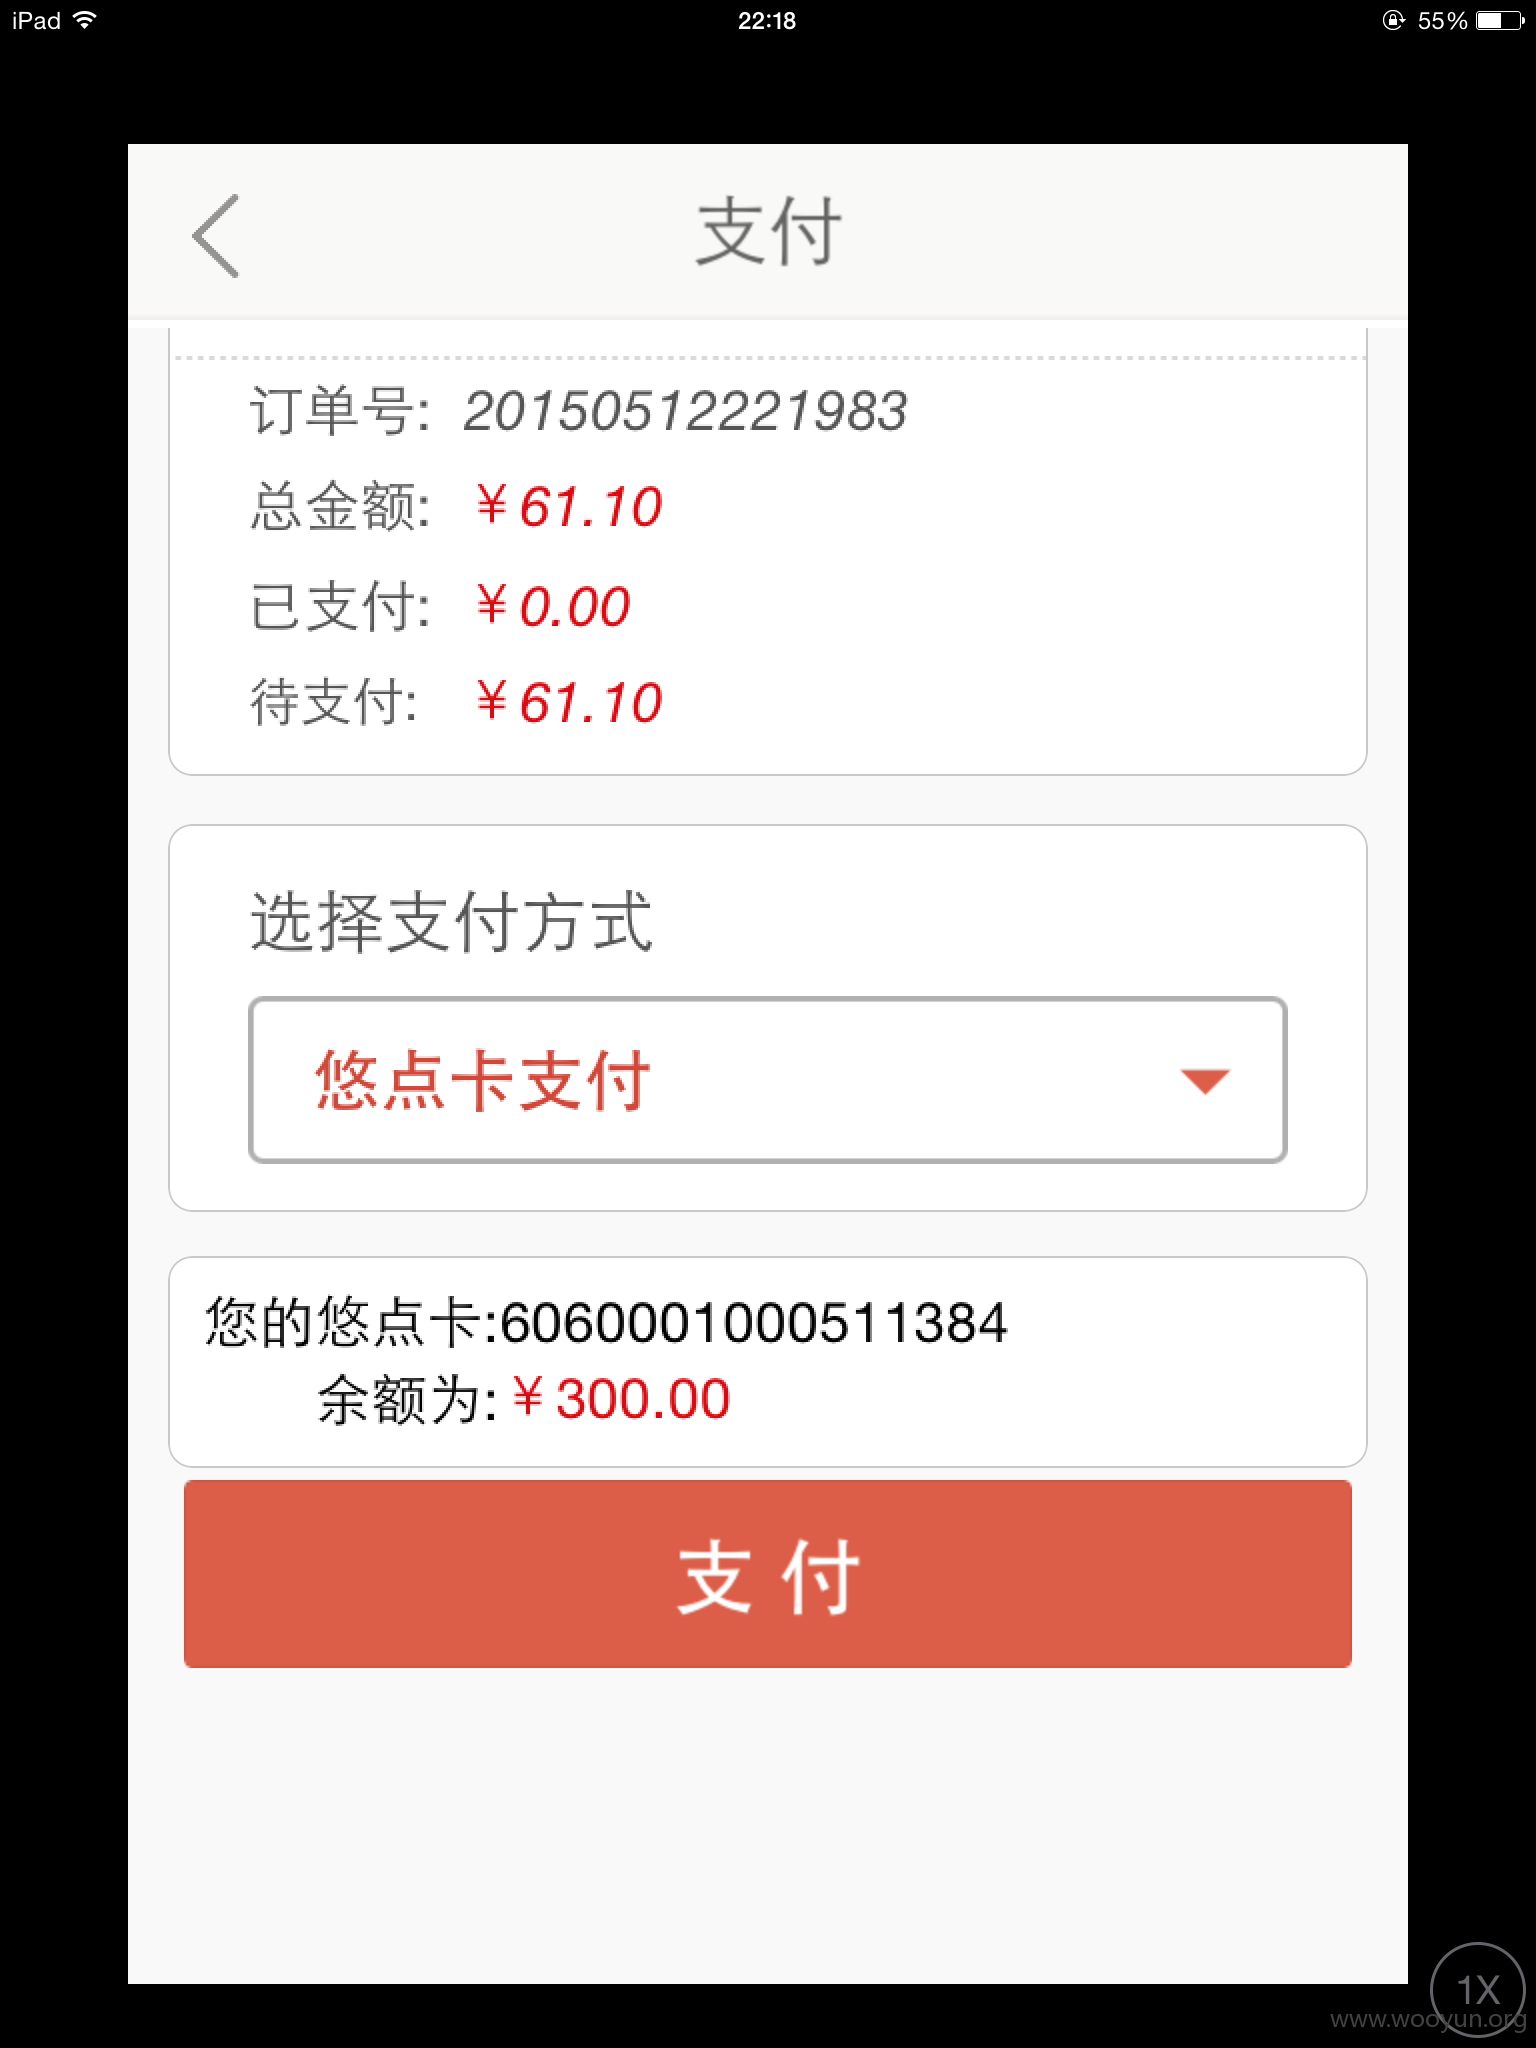 iPad 22:18 55%
支付
订单号: 20150512221983
总金额: ¥61.10
已支付: ¥0.00
待支付: ¥61.10
选择支付方式
悠点卡支付
您的悠点卡:6060001000511384
余额为:¥300.00
支 付
1X
www.wooyun.org